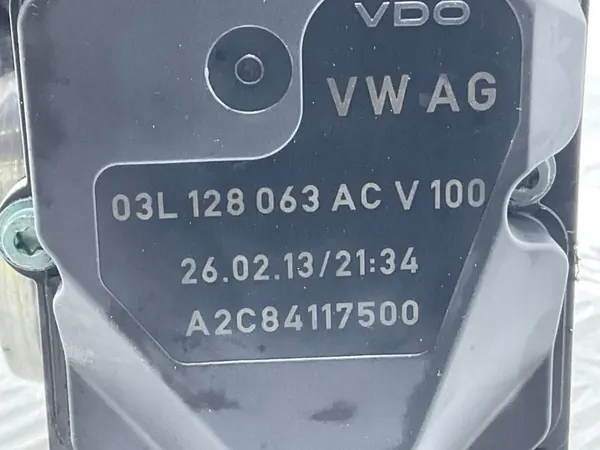 VDO
VW AG
03L 128 063 AC V 100
26.02.13/21:34
A2C84117500